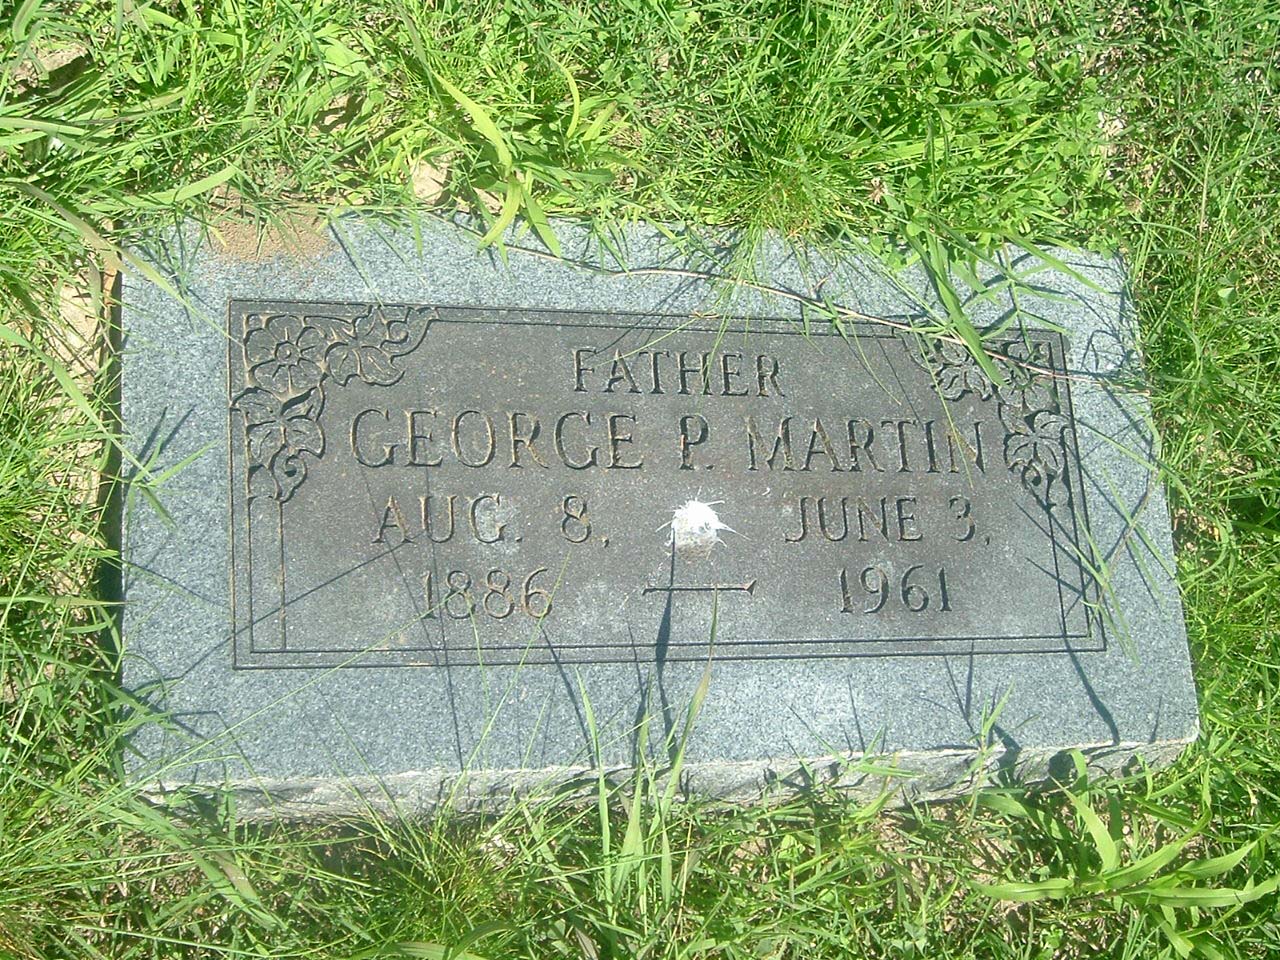 FATHER
GEORGE P. MARTIN
AUG. 8, JUNE 3,
1886 — 1961